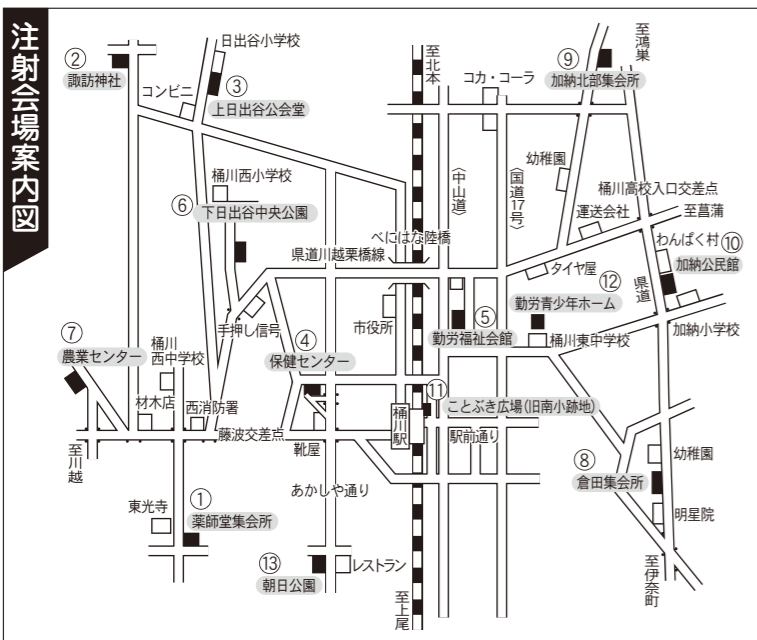 注射会場案内図
②
諏訪神社
コンビニ
日出谷小学校
③
上日出谷公会堂
至北本
コカ・コーラ
⑨
加納北部集会所
至鴻巣
〈中山道〉
〈国道17号〉
幼稚園
桶川高校入口交差点
至菖蒲
運送会社
桶川西小学校
⑥
下日出谷中央公園
べにはな陸橋
県道川越栗橋線
タイヤ屋
わんぱく村
⑩
加納公民館
県道
⑫
勤労青少年ホーム
桶川東中学校
加納小学校
手押し信号
市役所
⑤
勤労福祉会館
④
保健センター
⑦
農業センター
桶川
西中学校
材木店
西消防署
藤波交差点
靴屋
桶川駅
⑪
ことぶき広場(旧南小跡地)
駅前通り
至川越
あかしや通り
⑧
倉田集会所
幼稚園
明星院
東光寺
①
薬師堂集会所
⑬
朝日公園
レストラン
至上尾
至伊奈町